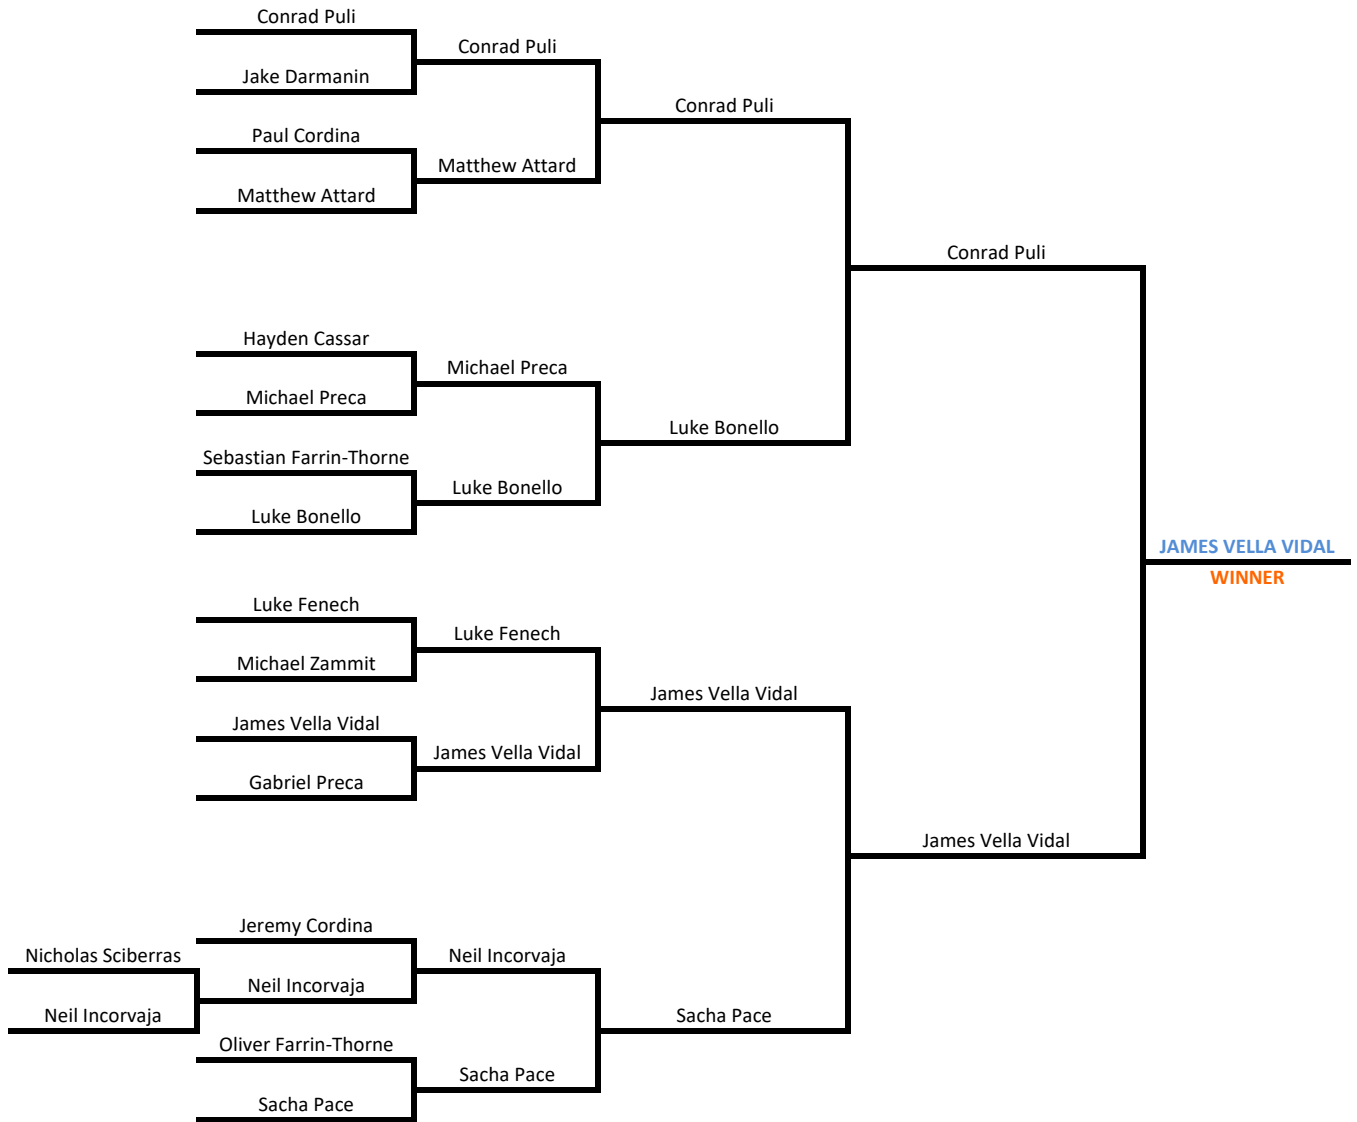 Conrad Puli
Conrad Puli
Jake Darmanin
Conrad Puli
Paul Cordina
Matthew Attard
Matthew Attard
Conrad Puli
Hayden Cassar
Michael Preca
Michael Preca
Luke Bonello
Sebastian Farrin-Thorne
Luke Bonello
Luke Bonello
JAMES VELLA VIDAL
WINNER
Luke Fenech
Luke Fenech
Michael Zammit
James Vella Vidal
James Vella Vidal
James Vella Vidal
Gabriel Preca
James Vella Vidal
Jeremy Cordina
Nicholas Sciberras
Neil Incorvaja
Neil Incorvaja
Neil Incorvaja
Sacha Pace
Oliver Farrin-Thorne
Sacha Pace
Sacha Pace